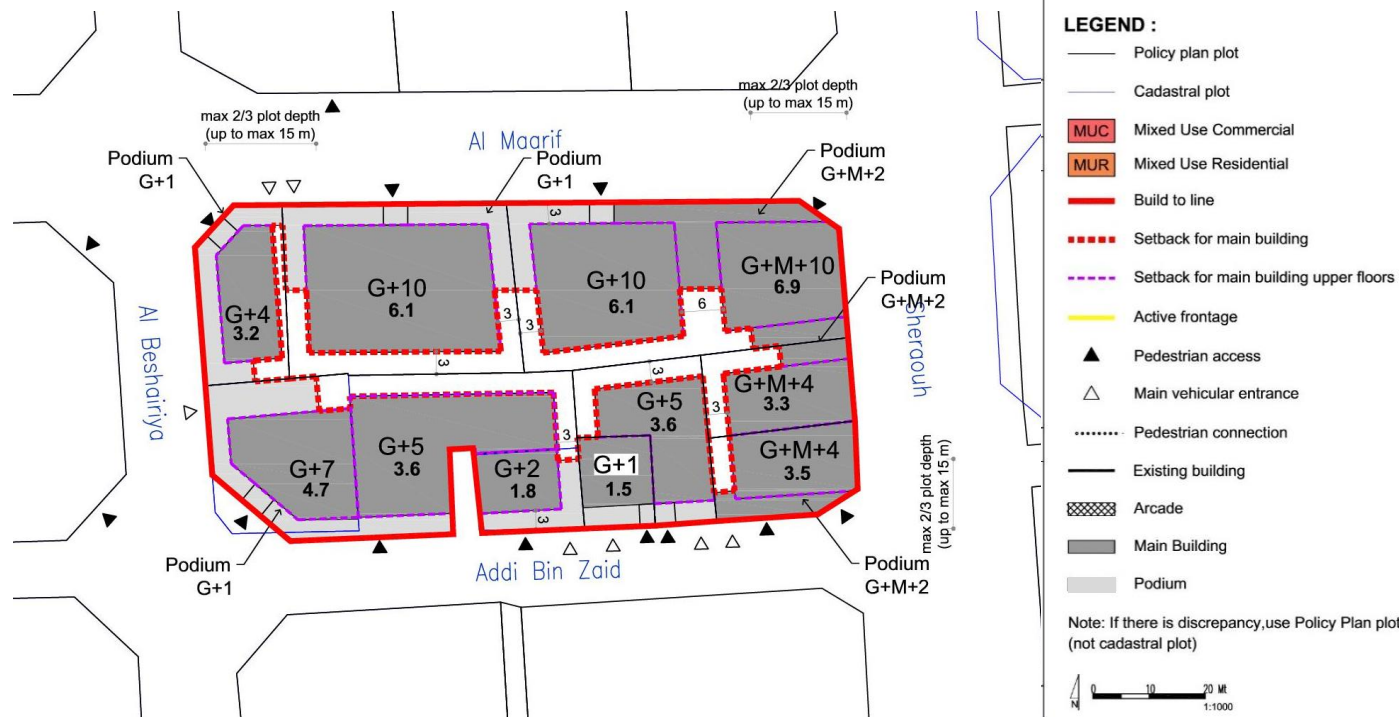 max 2/3 plot depth
(up to max 15 m)
max 2/3 plot depth
(up to max 15 m)
Al Maarif
Podium
G+1
Podium
G+1
Podium
G+M+2
3
G+4
3.2
G+10
6.1
G+10
6.1
G+M+10
6.9
Podium
G+M+2
6
3
3
3
3
Al Beshairiya
Sheraouh
G+M+4
3.3
G+5
3.6
3
G+5
3.6
3
G+7
4.7
G+2
1.8
G+1
1.5
G+M+4
3.5
3
max 2/3 plot depth
(up to max 15 m)
Podium
G+1
Addi Bin Zaid
Podium
G+M+2
LEGEND :
Policy plan plot
Cadastral plot
MUC Mixed Use Commercial
MUR Mixed Use Residential
Build to line
Setback for main building
Setback for main building upper floors
Active frontage
Pedestrian access
Main vehicular entrance
Pedestrian connection
Existing building
Arcade
Main Building
Podium
Note: If there is discrepancy,use Policy Plan plot
(not cadastral plot)
N
0 10 20 Mt
1:1000